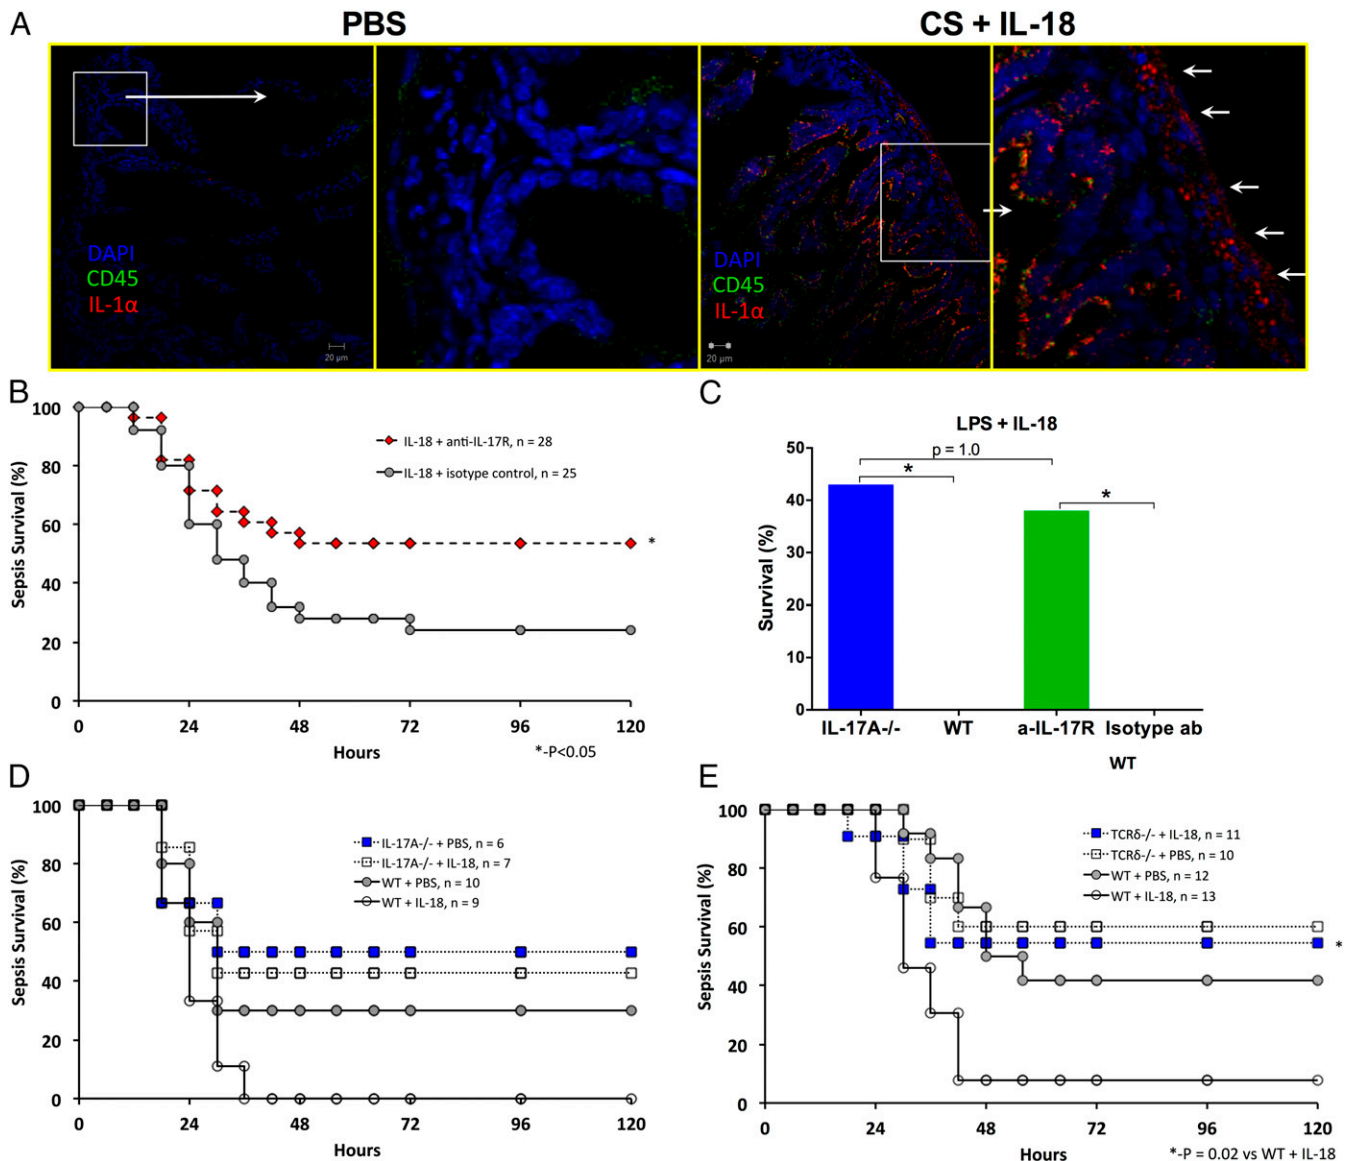 A
PBS
CS + IL-18
DAPI
CD45
IL-1α
20 µm
DAPI
CD45
IL-1α
20 µm
B
Sepsis Survival (%)
100
80
60
40
20
0
0 24 48 72 96 120
Hours
IL-18 + anti-IL-17R, n = 28
IL-18 + isotype control, n = 25
*
*-P<0.05
C
LPS + IL-18
Survival (%)
50
40
30
20
10
0
p = 1.0
*
*
IL-17A-/- WT a-IL-17R Isotype ab
WT
D
Sepsis Survival (%)
100
80
60
40
20
0
0 24 48 72 96 120
Hours
IL-17A-/- + PBS, n = 6
IL-17A-/- + IL-18, n = 7
WT + PBS, n = 10
WT + IL-18, n = 9
E
Sepsis Survival (%)
100
80
60
40
20
0
0 24 48 72 96 120
Hours
TCRδ-/- + IL-18, n = 11
TCRδ-/- + PBS, n = 10
WT + PBS, n = 12
WT + IL-18, n = 13
*
*-P = 0.02 vs WT + IL-18